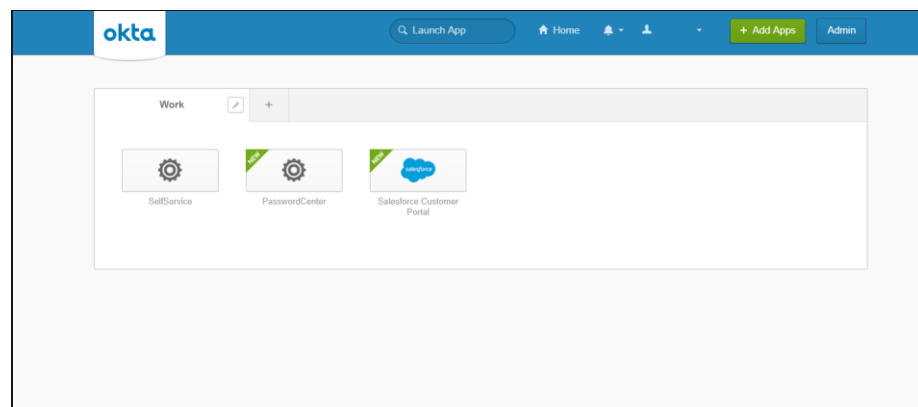 okta
Launch App
Home
+ Add Apps
Admin
Work
+
NEW
NEW
salesforce
SelfService
PasswordCenter
Salesforce Customer
Portal